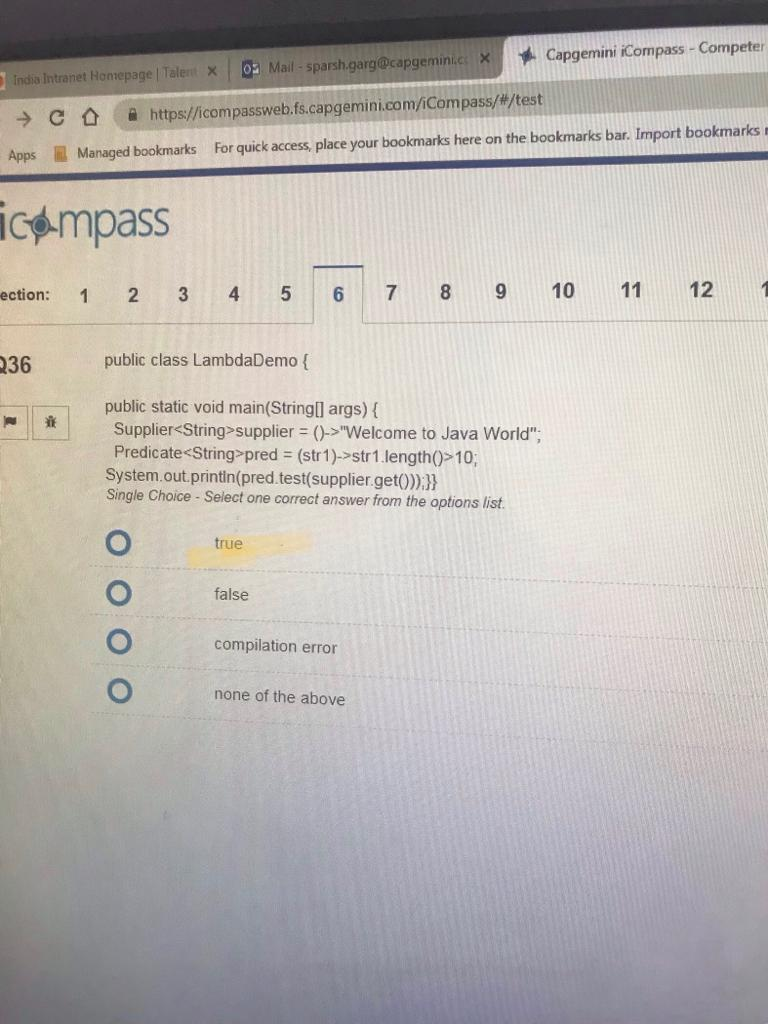 India Intranet Homepage | Talent
Mail - sparsh.garg@capgemini.c
Capgemini iCompass - Competer
https://icompassweb.fs.capgemini.com/iCompass/#/test
Apps
Managed bookmarks
For quick access, place your bookmarks here on the bookmarks bar. Import bookmarks
icompass
ection: 1 2 3 4 5 6 7 8 9 10 11 12 1
Q36
public class LambdaDemo {
public static void main(String[] args) {
Supplier<String>supplier = ()->"Welcome to Java World";
Predicate<String>pred = (str1)->str1.length()>10;
System.out.println(pred.test(supplier.get()));}}
Single Choice - Select one correct answer from the options list.
true
false
compilation error
none of the above